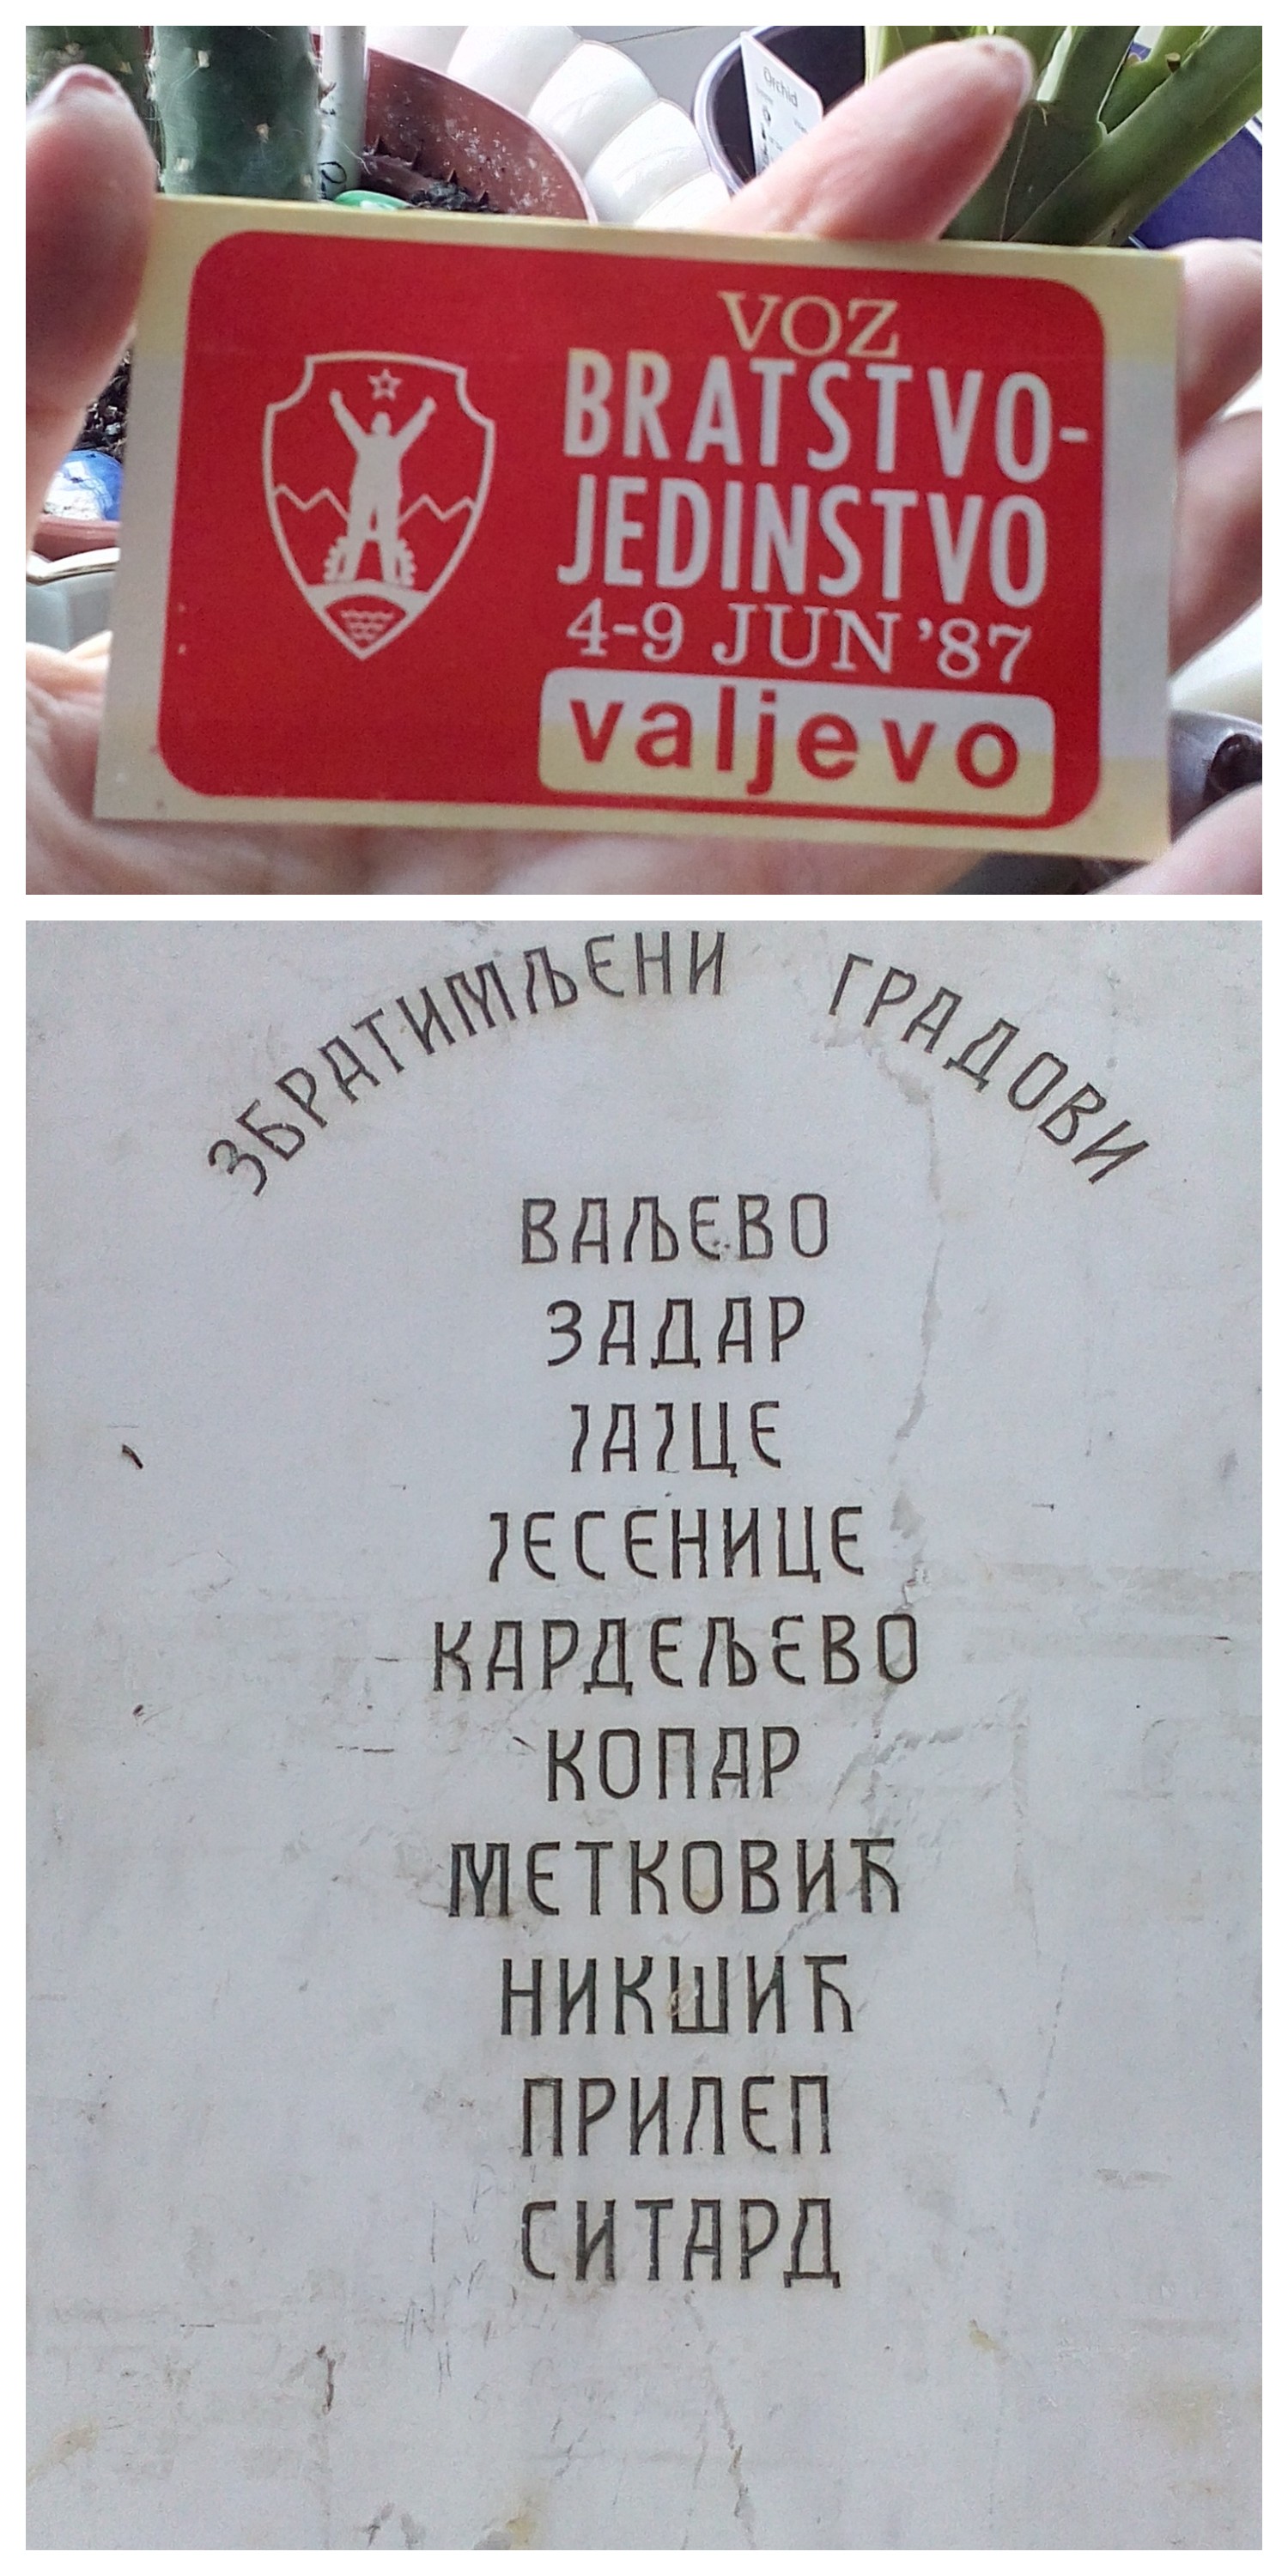 Orchid
VOZ
BRATSTVO-
JEDINSTVO
4-9 JUN '87
valjevo
ЗБРАТИМЉЕНИ ГРАДОВИ
ВАЉЕВО
ЗАДАР
ЈАЈЦЕ
ЈЕСЕНИЦЕ
КАРДЕЉЕВО
КОПАР
МЕТКОВИЋ
НИКШИЋ
ПРИЛЕП
СИТАРД